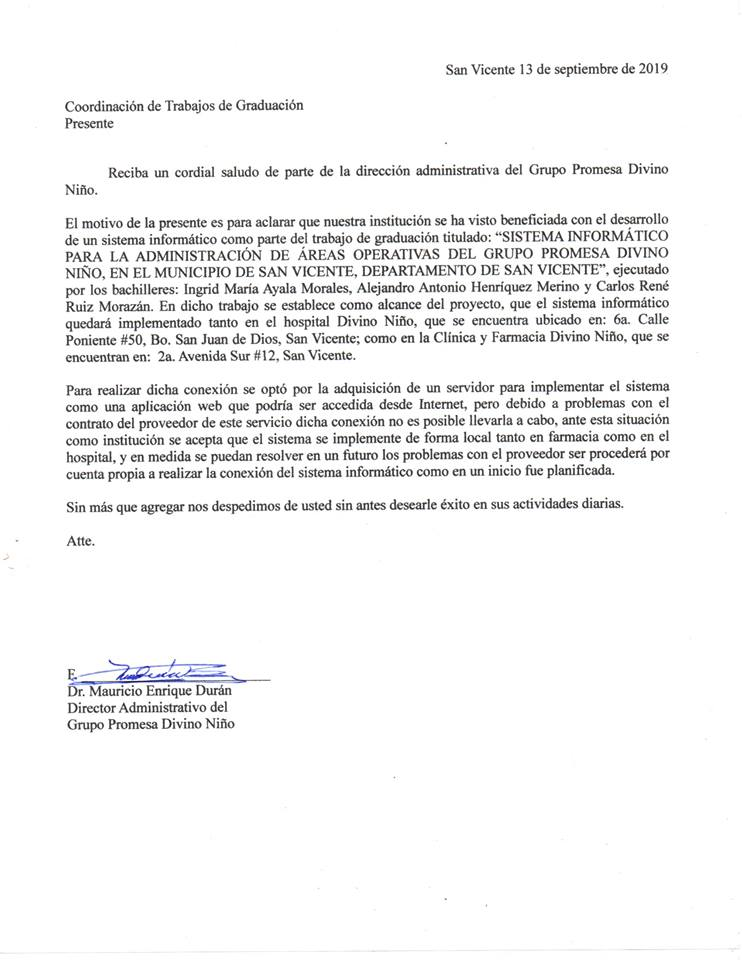 San Vicente 13 de septiembre de 2019
Coordinación de Trabajos de Graduación
Presente
Reciba un cordial saludo de parte de la dirección administrativa del Grupo Promesa Divino
Niño.
El motivo de la presente es para aclarar que nuestra institución se ha visto beneficiada con el desarrollo
de un sistema informático como parte del trabajo de graduación titulado: “SISTEMA INFORMÁTICO
PARA LA ADMINISTRACIÓN DE ÁREAS OPERATIVAS DEL GRUPO PROMESA DIVINO
NIÑO, EN EL MUNICIPIO DE SAN VICENTE, DEPARTAMENTO DE SAN VICENTE”, ejecutado
por los bachilleres: Ingrid María Ayala Morales, Alejandro Antonio Henríquez Merino y Carlos René
Ruiz Morazán. En dicho trabajo se establece como alcance del proyecto, que el sistema informático
quedará implementado tanto en el hospital Divino Niño, que se encuentra ubicado en: 6a. Calle
Poniente #50, Bo. San Juan de Dios, San Vicente; como en la Clínica y Farmacia Divino Niño, que se
encuentran en: 2a. Avenida Sur #12, San Vicente.
Para realizar dicha conexión se optó por la adquisición de un servidor para implementar el sistema
como una aplicación web que podría ser accedida desde Internet, pero debido a problemas con el
contrato del proveedor de este servicio dicha conexión no es posible llevarla a cabo, ante esta situación
como institución se acepta que el sistema se implemente de forma local tanto en farmacia como en el
hospital, y en medida se puedan resolver en un futuro los problemas con el proveedor ser procederá por
cuenta propia a realizar la conexión del sistema informático como en un inicio fue planificada.
Sin más que agregar nos despedimos de usted sin antes desearle éxito en sus actividades diarias.
Atte.
F.
Dr. Mauricio Enrique Durán
Director Administrativo del
Grupo Promesa Divino Niño